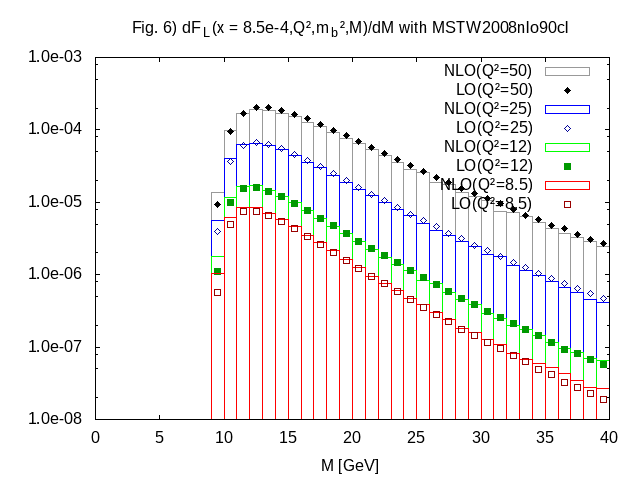 Fig. 6) dF_L(x = 8.5e-4,Q²,m_b²,M)/dM with MSTW2008nlo90cl
1.0e-03
1.0e-04
1.0e-05
1.0e-06
1.0e-07
1.0e-08
NLO(Q²=50)
LO(Q²=50)
NLO(Q²=25)
LO(Q²=25)
NLO(Q²=12)
LO(Q²=12)
NLO(Q²=8.5)
LO(Q²=8.5)
0 5 10 15 20 25 30 35 40
M [GeV]